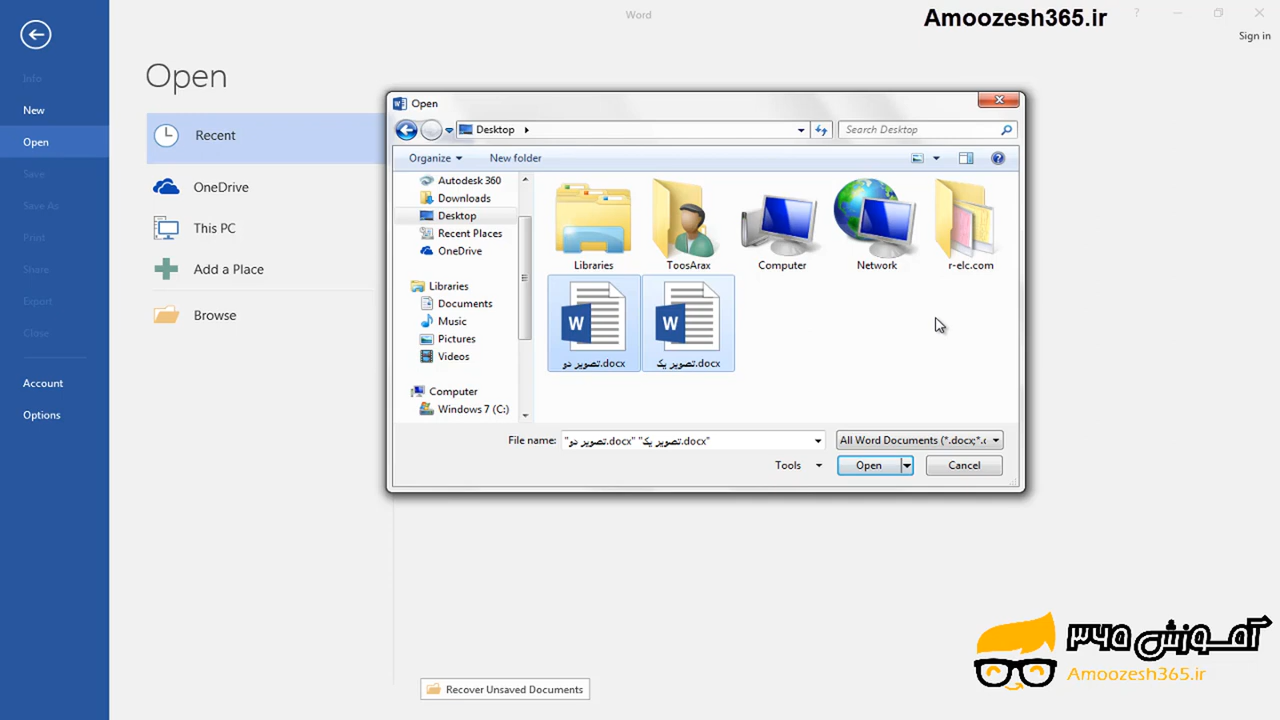 Word
Amoozesh365.ir
Sign in
Info
New
Open
Save
Save As
Print
Share
Export
Close
Account
Options
Open
Recent
OneDrive
This PC
Add a Place
Browse
Open
Desktop
Search Desktop
Organize
New folder
Autodesk 360
Downloads
Desktop
Recent Places
OneDrive
Libraries
Documents
Music
Pictures
Videos
Computer
Windows 7 (C:)
Libraries
ToosArax
Computer
Network
r-elc.com
تصویر دو.docx
تصویر یک.docx
File name:
"تصویر دو.docx" "تصویر یک.docx"
All Word Documents (*.docx;*.c
Tools
Open
Cancel
Recover Unsaved Documents
آموزش ۳۶۵
Amoozesh365.ir